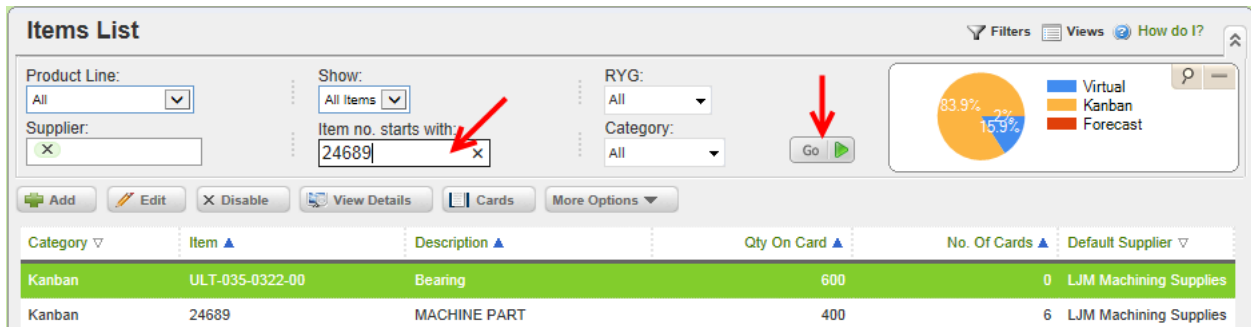 Items List
Filters Views How do I?
Product Line: Show: RYG:
All All Items All
Supplier: Item no. starts with: Category:
24689 All Go
83.9% 2% 15.9%
Virtual
Kanban
Forecast
Add Edit X Disable View Details Cards More Options
Category Item Description Qty On Card No. Of Cards Default Supplier
Kanban ULT-035-0322-00 Bearing 600 0 LJM Machining Supplies
Kanban 24689 MACHINE PART 400 6 LJM Machining Supplies